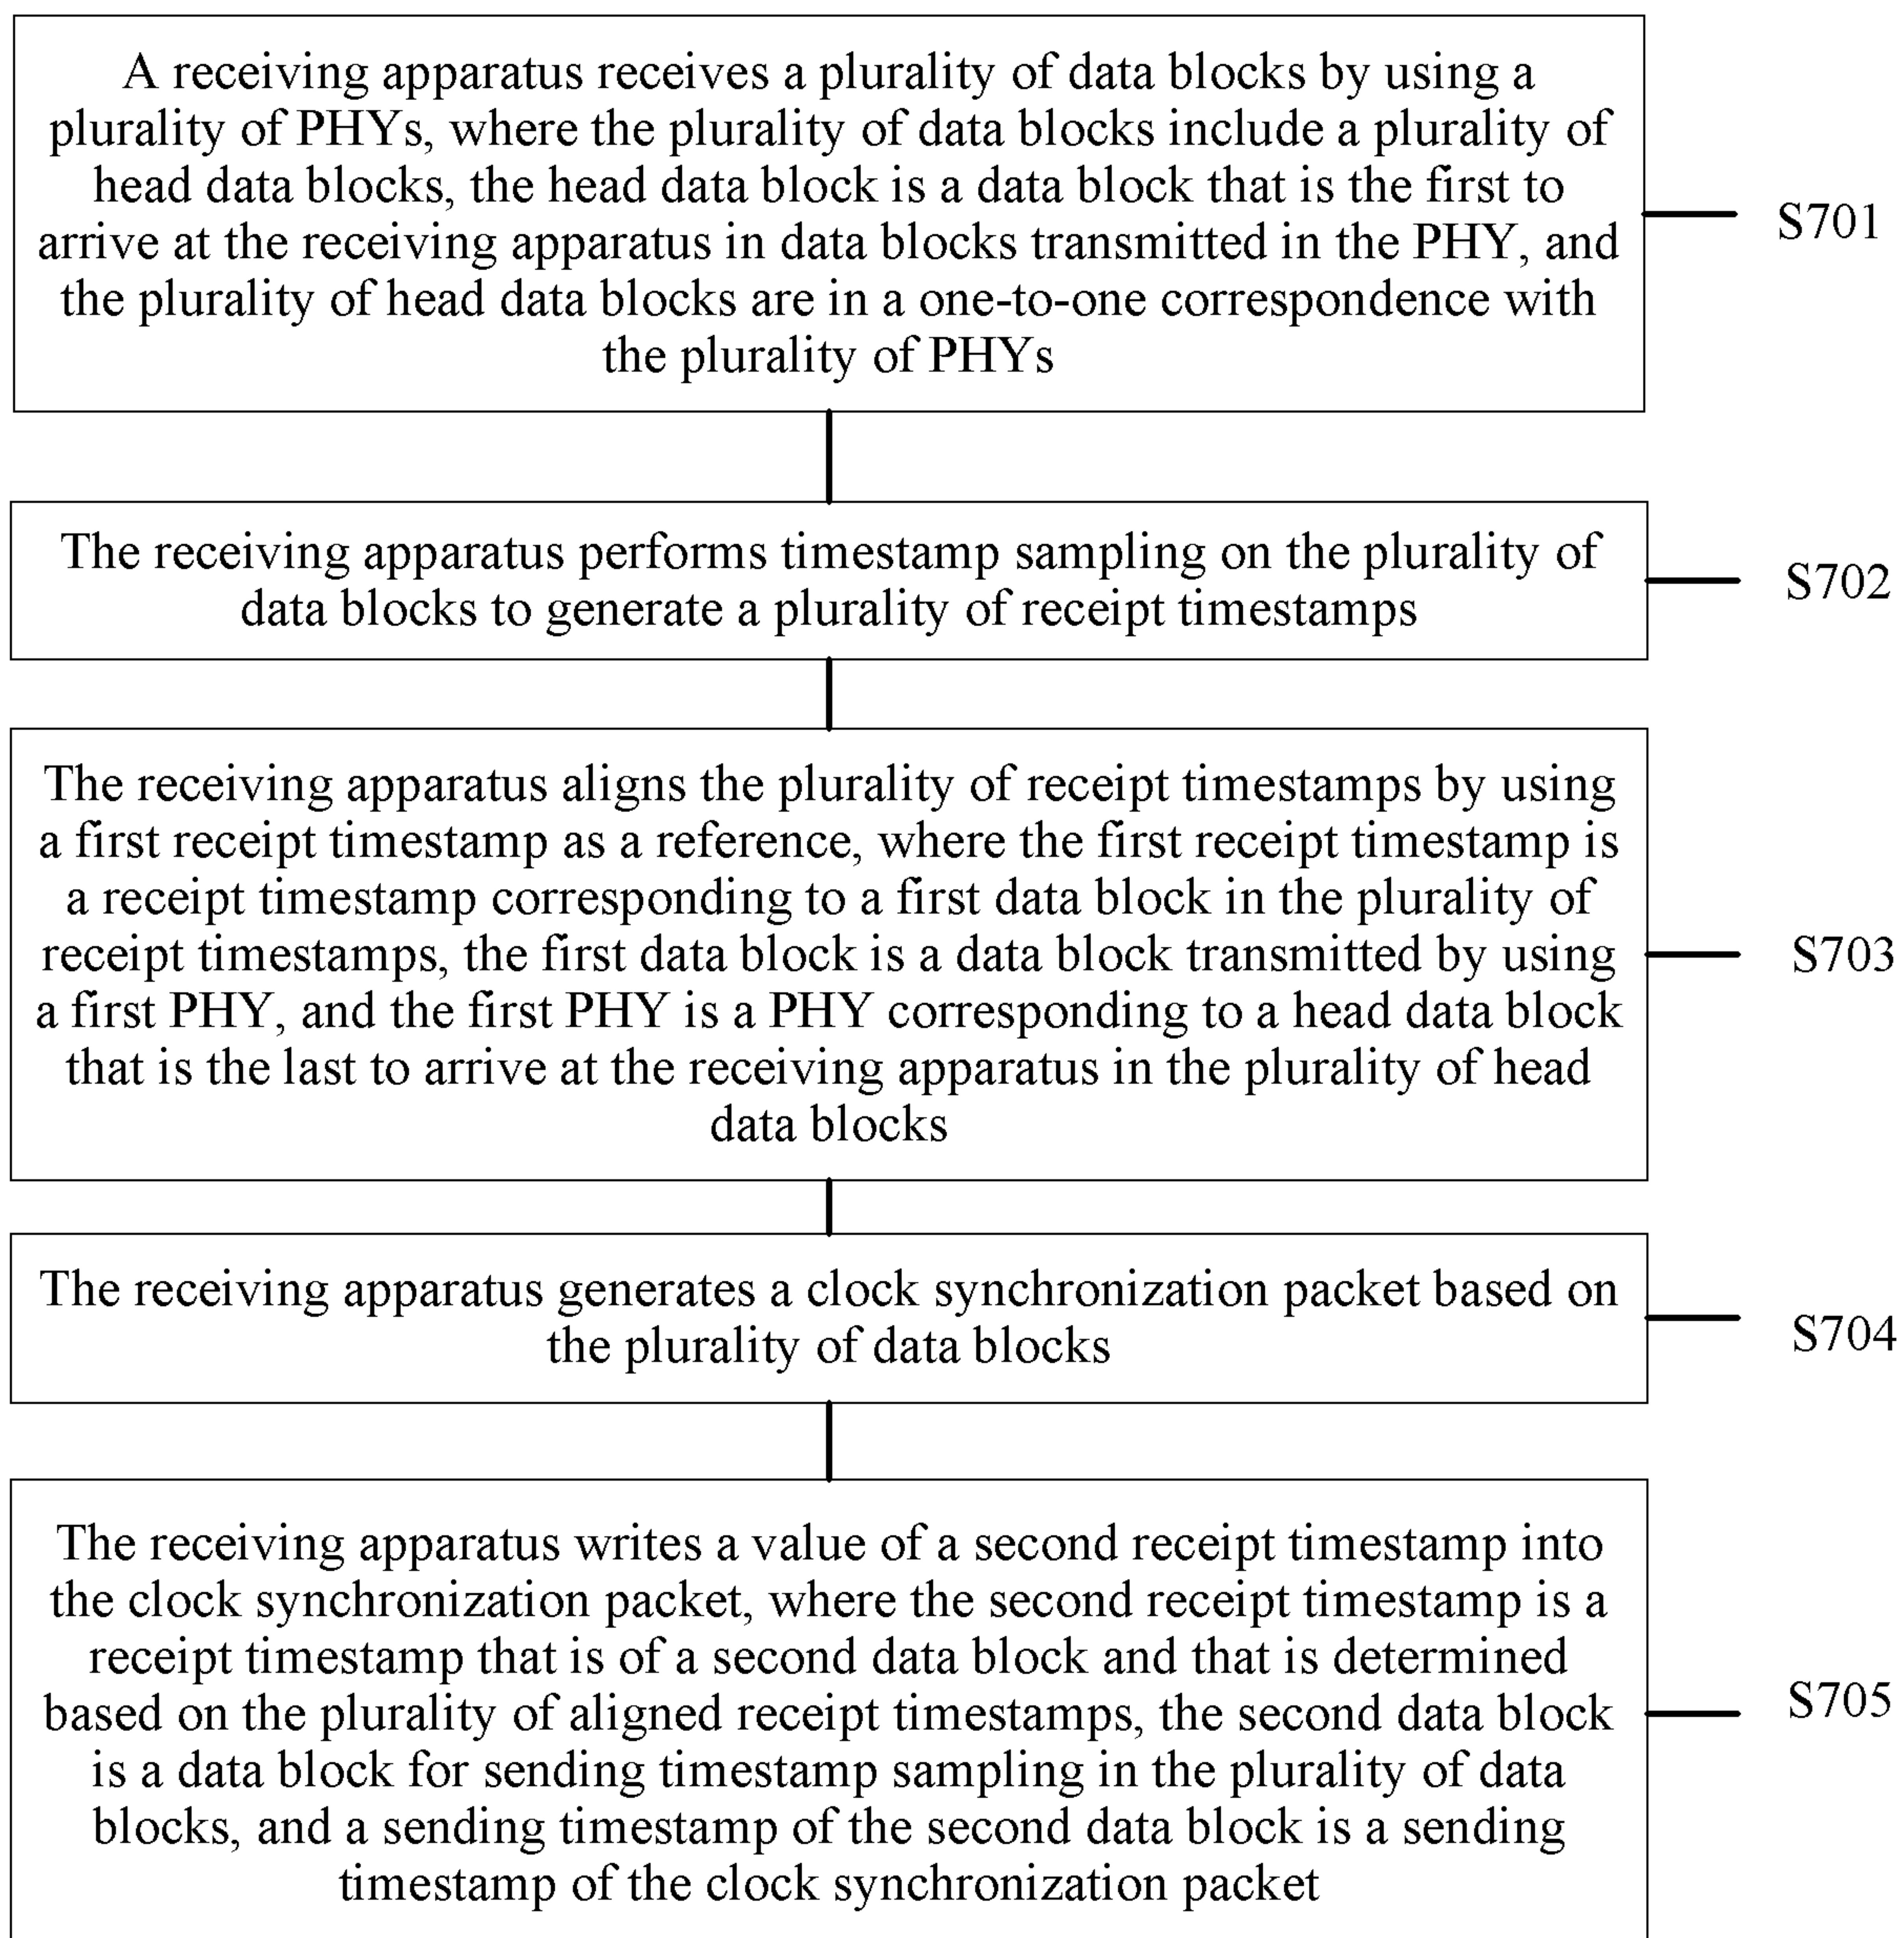 A receiving apparatus receives a plurality of data blocks by using a
plurality of PHYs, where the plurality of data blocks include a plurality of
head data blocks, the head data block is a data block that is the first to
arrive at the receiving apparatus in data blocks transmitted in the PHY, and
the plurality of head data blocks are in a one-to-one correspondence with
the plurality of PHYs
S701
The receiving apparatus performs timestamp sampling on the plurality of
data blocks to generate a plurality of receipt timestamps
S702
The receiving apparatus aligns the plurality of receipt timestamps by using
a first receipt timestamp as a reference, where the first receipt timestamp is
a receipt timestamp corresponding to a first data block in the plurality of
receipt timestamps, the first data block is a data block transmitted by using
a first PHY, and the first PHY is a PHY corresponding to a head data block
that is the last to arrive at the receiving apparatus in the plurality of head
data blocks
S703
The receiving apparatus generates a clock synchronization packet based on
the plurality of data blocks
S704
The receiving apparatus writes a value of a second receipt timestamp into
the clock synchronization packet, where the second receipt timestamp is a
receipt timestamp that is of a second data block and that is determined
based on the plurality of aligned receipt timestamps, the second data block
is a data block for sending timestamp sampling in the plurality of data
blocks, and a sending timestamp of the second data block is a sending
timestamp of the clock synchronization packet
S705